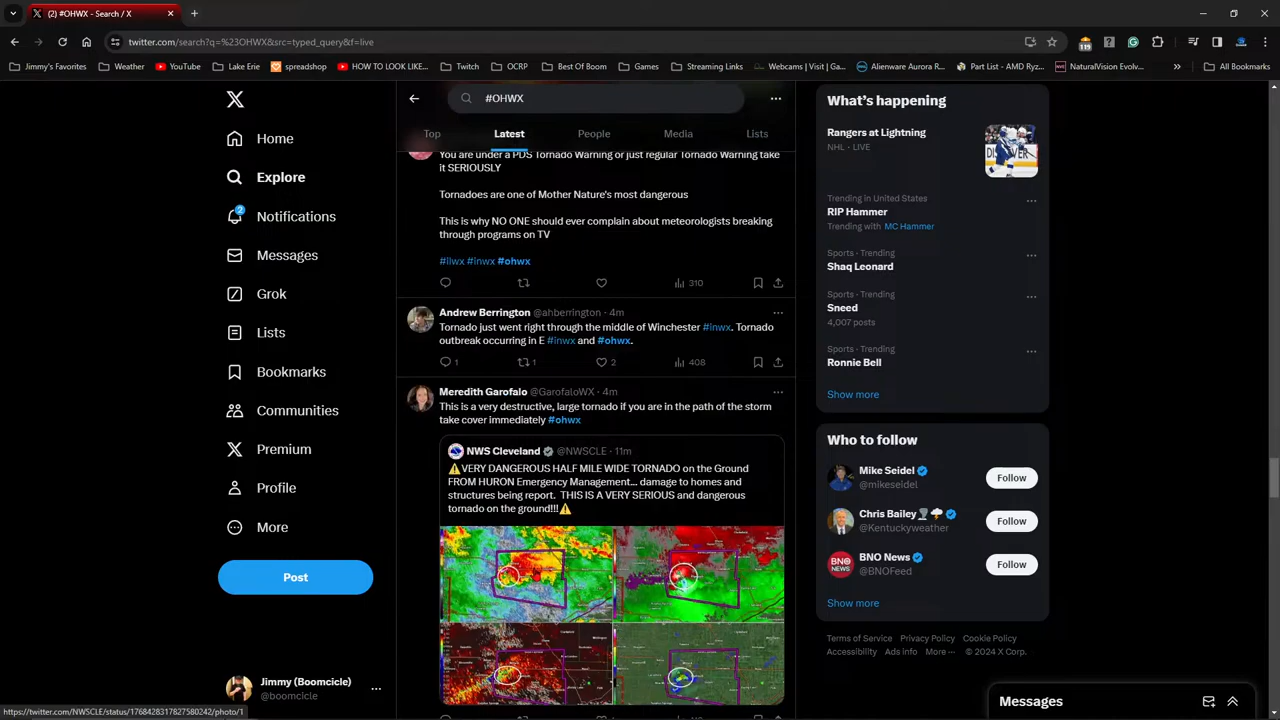 (2) #OHWX - Search / X
twitter.com/search?q=%23OHWX&src=typed_query&f=live
119
Jimmy's Favorites
Weather
YouTube
Lake Erie
spreadshop
HOW TO LOOK LIKE...
Twitch
OCRP
Best Of Boom
Games
Streaming Links
Webcams | Visit | Ga...
Alienware Aurora R...
Part List - AMD Ryz...
NaturalVision Evolv...
All Bookmarks
Home
Explore
2
Notifications
Messages
Grok
Lists
Bookmarks
Communities
Premium
Profile
More
Post
Jimmy (Boomcicle)
@boomcicle
https://twitter.com/NWSCLE/status/1768428317827580242/photo/1
#OHWX
Top
Latest
People
Media
Lists
You are under a PDS Tornado Warning or just regular Tornado Warning take
it SERIOUSLY
Tornadoes are one of Mother Nature's most dangerous
This is why NO ONE should ever complain about meteorologists breaking
through programs on TV
#ilwx #inwx #ohwx
310
Andrew Berrington @ahberrington · 4m
Tornado just went right through the middle of Winchester #inwx. Tornado
outbreak occurring in E #inwx and #ohwx.
1
1
2
408
Meredith Garofalo @GarofaloWX · 4m
This is a very destructive, large tornado if you are in the path of the storm
take cover immediately #ohwx
NWS Cleveland @NWSCLE · 11m
⚠️VERY DANGEROUS HALF MILE WIDE TORNADO on the Ground
FROM HURON Emergency Management... damage to homes and
structures being report. THIS IS A VERY SERIOUS and dangerous
tornado on the ground!!!⚠️
What's happening
Rangers at Lightning
NHL · LIVE
Trending in United States
RIP Hammer
Trending with MC Hammer
Sports · Trending
Shaq Leonard
Sports · Trending
Sneed
4,007 posts
Sports · Trending
Ronnie Bell
Show more
Who to follow
Mike Seidel
@mikeseidel
Follow
Chris Bailey
@Kentuckyweather
Follow
BNO
NEWS
BNO News
@BNOFeed
Follow
Show more
Terms of Service Privacy Policy Cookie Policy
Accessibility Ads info More ··· © 2024 X Corp.
Messages